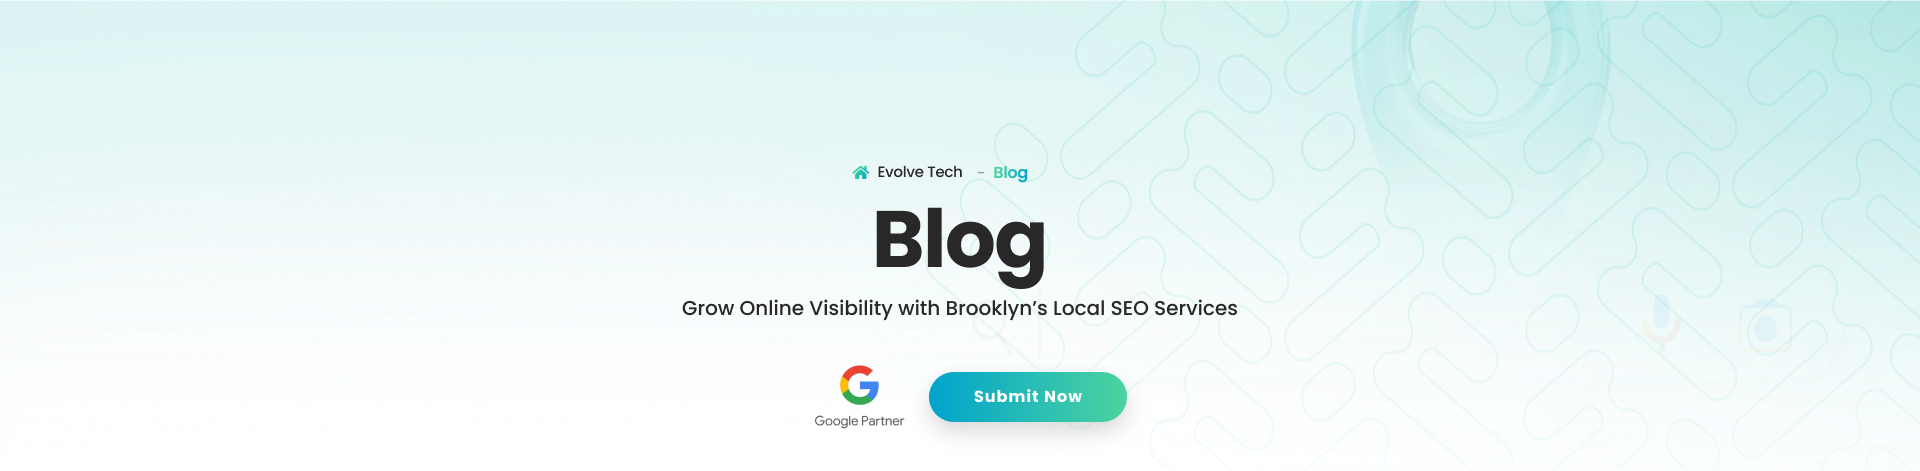 Evolve Tech – Blog
Blog
Grow Online Visibility with Brooklyn’s Local SEO Services
Google Partner
Submit Now